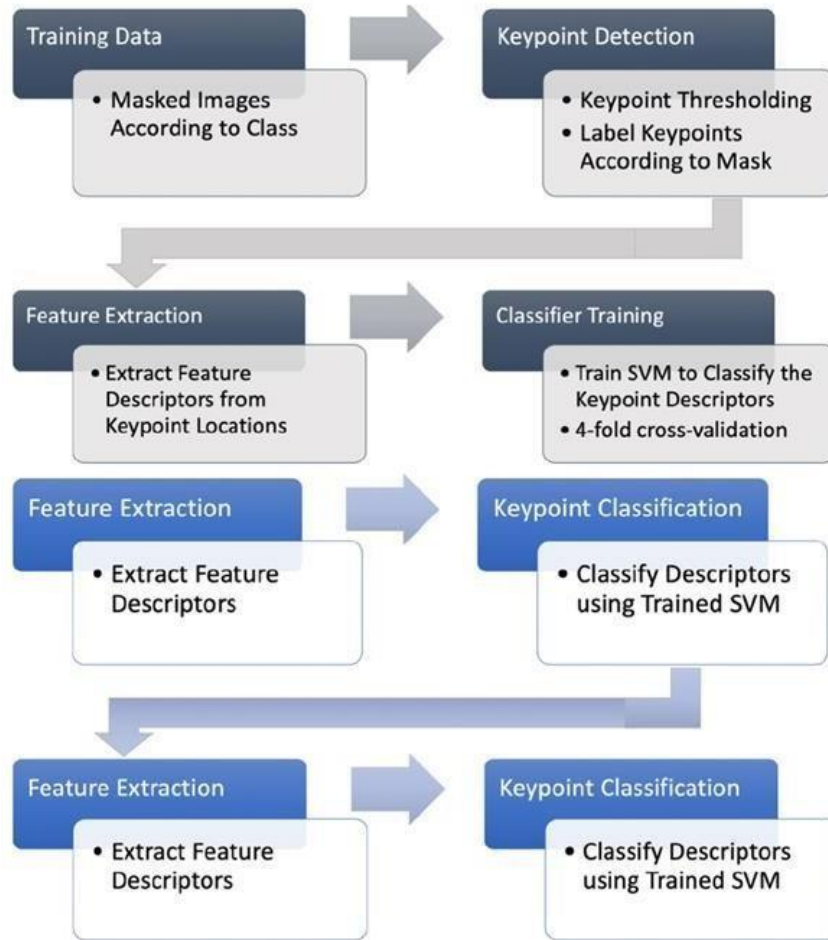 Training Data
• Masked Images
According to Class
Keypoint Detection
• Keypoint Thresholding
• Label Keypoints
According to Mask
Feature Extraction
• Extract Feature
Descriptors from
Keypoint Locations
Classifier Training
• Train SVM to Classify the
Keypoint Descriptors
• 4-fold cross-validation
Feature Extraction
• Extract Feature
Descriptors
Keypoint Classification
• Classify Descriptors
using Trained SVM
Feature Extraction
• Extract Feature
Descriptors
Keypoint Classification
• Classify Descriptors
using Trained SVM